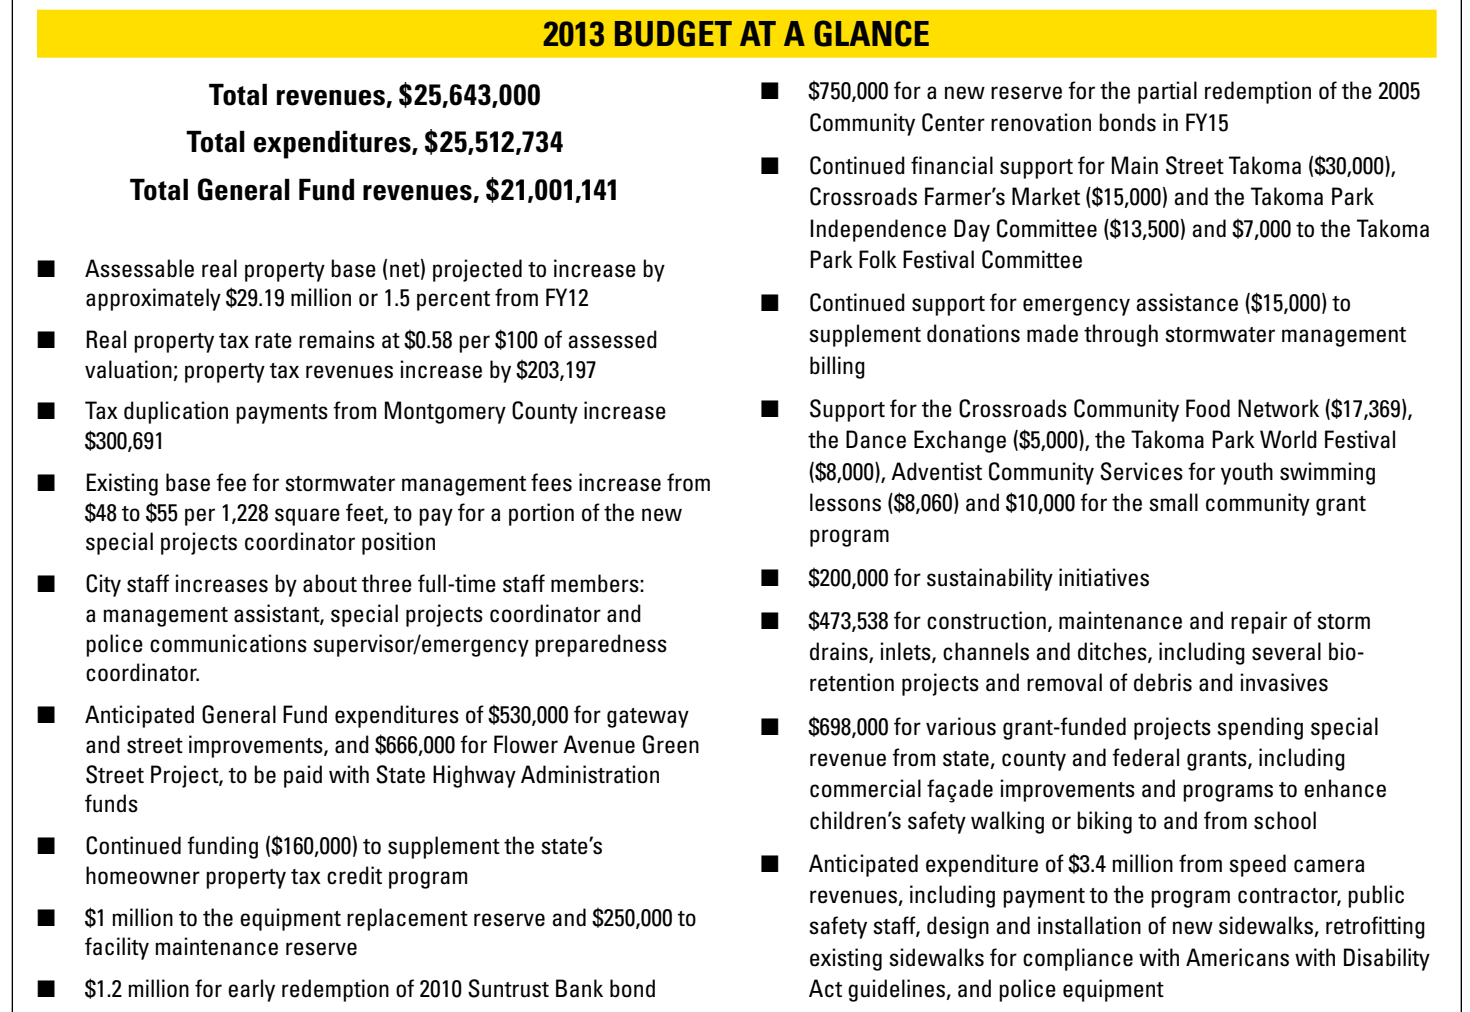 2013 BUDGET AT A GLANCE
Total revenues, $25,643,000
Total expenditures, $25,512,734
Total General Fund revenues, $21,001,141
■ Assessable real property base (net) projected to increase by
approximately $29.19 million or 1.5 percent from FY12
■ Real property tax rate remains at $0.58 per $100 of assessed
valuation; property tax revenues increase by $203,197
■ Tax duplication payments from Montgomery County increase
$300,691
■ Existing base fee for stormwater management fees increase from
$48 to $55 per 1,228 square feet, to pay for a portion of the new
special projects coordinator position
■ City staff increases by about three full-time staff members:
a management assistant, special projects coordinator and
police communications supervisor/emergency preparedness
coordinator.
■ Anticipated General Fund expenditures of $530,000 for gateway
and street improvements, and $666,000 for Flower Avenue Green
Street Project, to be paid with State Highway Administration
funds
■ Continued funding ($160,000) to supplement the state’s
homeowner property tax credit program
■ $1 million to the equipment replacement reserve and $250,000 to
facility maintenance reserve
■ $1.2 million for early redemption of 2010 Suntrust Bank bond
■ $750,000 for a new reserve for the partial redemption of the 2005
Community Center renovation bonds in FY15
■ Continued financial support for Main Street Takoma ($30,000),
Crossroads Farmer’s Market ($15,000) and the Takoma Park
Independence Day Committee ($13,500) and $7,000 to the Takoma
Park Folk Festival Committee
■ Continued support for emergency assistance ($15,000) to
supplement donations made through stormwater management
billing
■ Support for the Crossroads Community Food Network ($17,369),
the Dance Exchange ($5,000), the Takoma Park World Festival
($8,000), Adventist Community Services for youth swimming
lessons ($8,060) and $10,000 for the small community grant
program
■ $200,000 for sustainability initiatives
■ $473,538 for construction, maintenance and repair of storm
drains, inlets, channels and ditches, including several bio-
retention projects and removal of debris and invasives
■ $698,000 for various grant-funded projects spending special
revenue from state, county and federal grants, including
commercial façade improvements and programs to enhance
children’s safety walking or biking to and from school
■ Anticipated expenditure of $3.4 million from speed camera
revenues, including payment to the program contractor, public
safety staff, design and installation of new sidewalks, retrofitting
existing sidewalks for compliance with Americans with Disability
Act guidelines, and police equipment